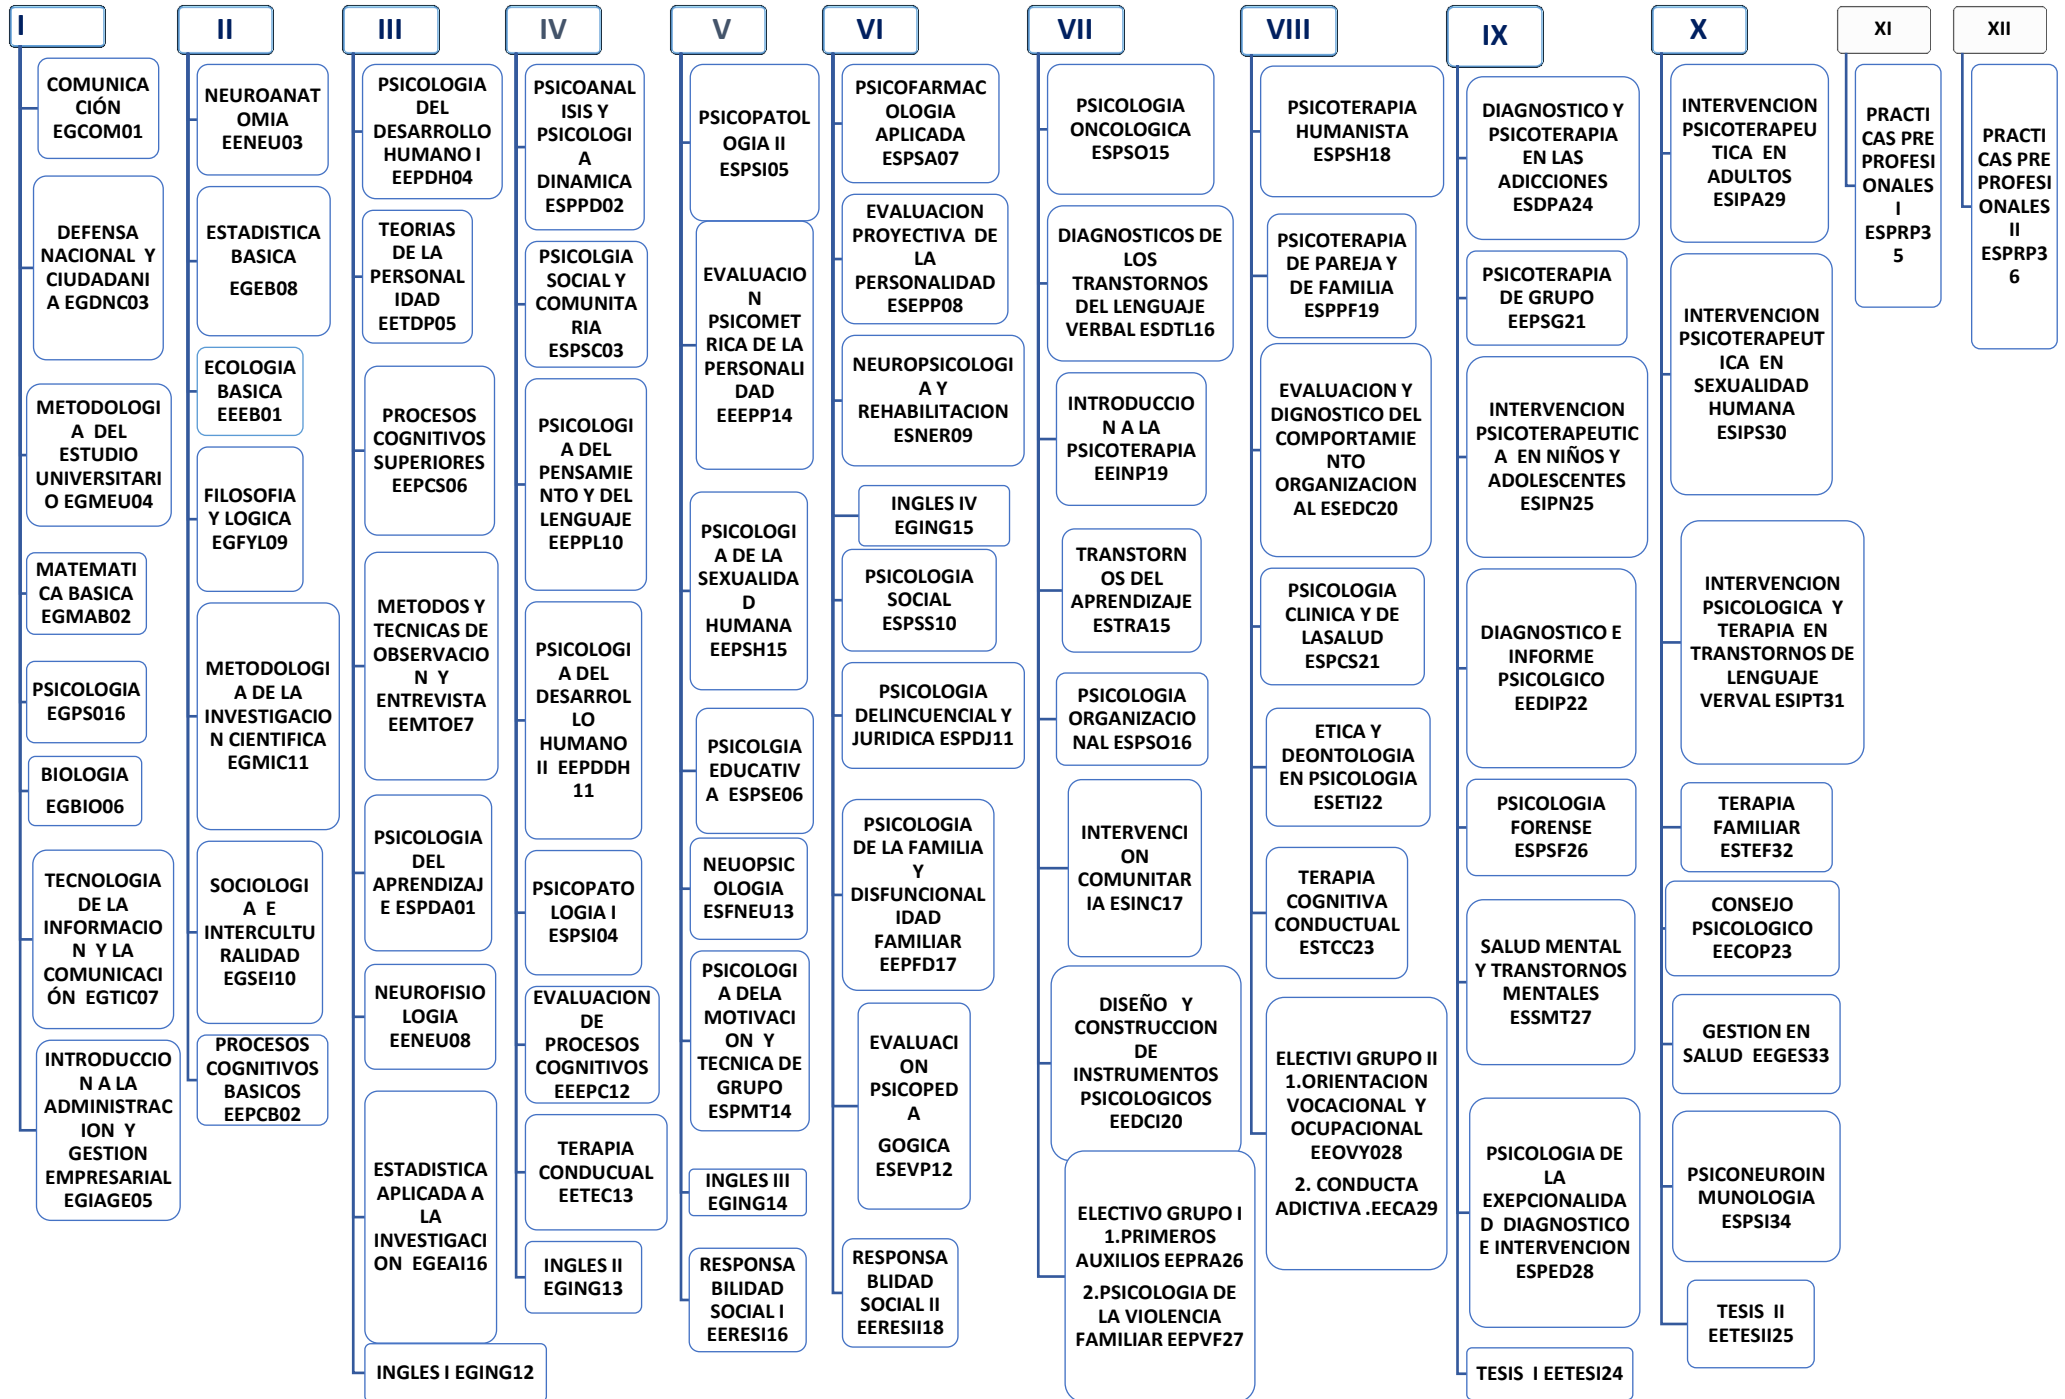 I
COMUNICA
CIÓN
EGCOM01
DEFENSA
NACIONAL Y
CIUDADANI
A EGDNC03
METODOLOGI
A DEL
ESTUDIO
UNIVERSITARI
O EGMEU04
MATEMATI
CA BASICA
EGMAB02
PSICOLOGIA
EGPS016
BIOLOGIA
EGBIO06
TECNOLOGIA
DE LA
INFORMACIO
N Y LA
COMUNICACI
ÓN EGTIC07
INTRODUCCIO
N A LA
ADMINISTRAC
ION Y
GESTION
EMPRESARIAL
EGIAGE05
II
NEUROANAT
OMIA
EENEU03
ESTADISTICA
BASICA
EGEB08
ECOLOGIA
BASICA
EEEB01
FILOSOFIA
Y LOGICA
EGFYL09
METODOLOGI
A DE LA
INVESTIGACIO
N CIENTIFICA
EGMIC11
SOCIOLOGI
A E
INTERCULTU
RALIDAD
EGSEI10
PROCESOS
COGNITIVOS
BASICOS
EEPCB02
III
PSICOLOGIA
DEL
DESARROLLO
HUMANO I
EEPDH04
TEORIAS
DE LA
PERSONAL
IDAD
EETDP05
PROCESOS
COGNITIVOS
SUPERIORES
EEPCS06
METODOS Y
TECNICAS DE
OBSERVACIO
N Y
ENTREVISTA
EEMTOE7
PSICOLOGIA
DEL
APRENDIZAJ
E ESPDA01
NEUROFISIO
LOGIA
EENEU08
ESTADISTICA
APLICADA A
LA
INVESTIGACI
ON EGEAI16
INGLES I EGING12
IV
PSICOANAL
ISIS Y
PSICOLOGI
A
DINAMICA
ESPPD02
PSICOLGIA
SOCIAL Y
COMUNITA
RIA
ESPSC03
PSICOLOGI
A DEL
PENSAMIE
NTO Y DEL
LENGUAJE
EEPPL10
PSICOLOGI
A DEL
DESARROL
LO
HUMANO
II EEPDDH
11
PSICOPATO
LOGIA I
ESPSI04
EVALUACION
DE
PROCESOS
COGNITIVOS
EEEPC12
TERAPIA
CONDUCUAL
EETEC13
INGLES II
EGING13
V
PSICOPATOL
OGIA II
ESPSI05
EVALUACIO
N
PSICOMET
RICA DE LA
PERSONALI
DAD
EEEPP14
PSICOLOGI
A DE LA
SEXUALIDA
D
HUMANA
EEPSH15
PSICOLGIA
EDUCATIV
A ESPSE06
NEUOPSIC
OLOGIA
ESFNEU13
PSICOLOGI
A DELA
MOTIVACI
ON Y
TECNICA DE
GRUPO
ESPMT14
INGLES III
EGING14
RESPONSA
BILIDAD
SOCIAL I
EERESI16
VI
PSICOFARMAC
OLOGIA
APLICADA
ESPSA07
EVALUACION
PROYECTIVA DE
LA
PERSONALIDAD
ESEPP08
NEUROPSICOLOGI
A Y
REHABILITACION
ESNER09
INGLES IV
EGING15
PSICOLOGIA
SOCIAL
ESPSS10
PSICOLOGIA
DELINCUENCIAL Y
JURIDICA ESPDJ11
PSICOLOGIA
DE LA FAMILIA
Y
DISFUNCIONAL
IDAD
FAMILIAR
EEPFD17
EVALUACI
ON
PSICOPED
A
GOGICA
ESEVP12
RESPONSA
BLIDAD
SOCIAL II
EERESII18
VII
PSICOLOGIA
ONCOLOGICA
ESPSO15
DIAGNOSTICOS DE
LOS
TRANSTORNOS
DEL LENGUAJE
VERBAL ESDTL16
INTRODUCCIO
N A LA
PSICOTERAPIA
EEINP19
TRANSTORN
OS DEL
APRENDIZAJE
ESTRA15
PSICOLOGIA
ORGANIZACIO
NAL ESPSO16
INTERVENCI
ON
COMUNITAR
IA ESINC17
DISEÑO Y
CONSTRUCCION
DE
INSTRUMENTOS
PSICOLOGICOS
EEDCI20
ELECTIVO GRUPO I
1.PRIMEROS
AUXILIOS EEPRA26
2.PSICOLOGIA DE
LA VIOLENCIA
FAMILIAR EEPVF27
VIII
PSICOTERAPIA
HUMANISTA
ESPSH18
PSICOTERAPIA
DE PAREJA Y
DE FAMILIA
ESPPF19
EVALUACION Y
DIGNOSTICO DEL
COMPORTAMIE
NTO
ORGANIZACION
AL ESEDC20
PSICOLOGIA
CLINICA Y DE
LASALUD
ESPCS21
ETICA Y
DEONTOLOGIA
EN PSICOLOGIA
ESETI22
TERAPIA
COGNITIVA
CONDUCTUAL
ESTCC23
ELECTIVI GRUPO II
1.ORIENTACION
VOCACIONAL Y
OCUPACIONAL
EEOVY028
2. CONDUCTA
ADICTIVA .EECA29
IX
DIAGNOSTICO Y
PSICOTERAPIA
EN LAS
ADICCIONES
ESDPA24
PSICOTERAPIA
DE GRUPO
EEPSG21
INTERVENCION
PSICOTERAPEUTIC
A EN NIÑOS Y
ADOLESCENTES
ESIPN25
DIAGNOSTICO E
INFORME
PSICOLGICO
EEDIP22
PSICOLOGIA
FORENSE
ESPSF26
SALUD MENTAL
Y TRANSTORNOS
MENTALES
ESSMT27
PSICOLOGIA DE
LA
EXEPCIONALIDA
D DIAGNOSTICO
E INTERVENCION
ESPED28
TESIS I EETESI24
X
INTERVENCION
PSICOTERAPEU
TICA EN
ADULTOS
ESIPA29
INTERVENCION
PSICOTERAPEUT
ICA EN
SEXUALIDAD
HUMANA
ESIPS30
INTERVENCION
PSICOLOGICA Y
TERAPIA EN
TRANSTORNOS DE
LENGUAJE
VERVAL ESIPT31
TERAPIA
FAMILIAR
ESTEF32
CONSEJO
PSICOLOGICO
EECOP23
GESTION EN
SALUD EEGES33
PSICONEUROIN
MUNOLOGIA
ESPSI34
TESIS II
EETESII25
XI
PRACTI
CAS PRE
PROFESI
ONALES
I
ESPRP3
5
XII
PRACTI
CAS PRE
PROFESI
ONALES
II
ESPRP3
6